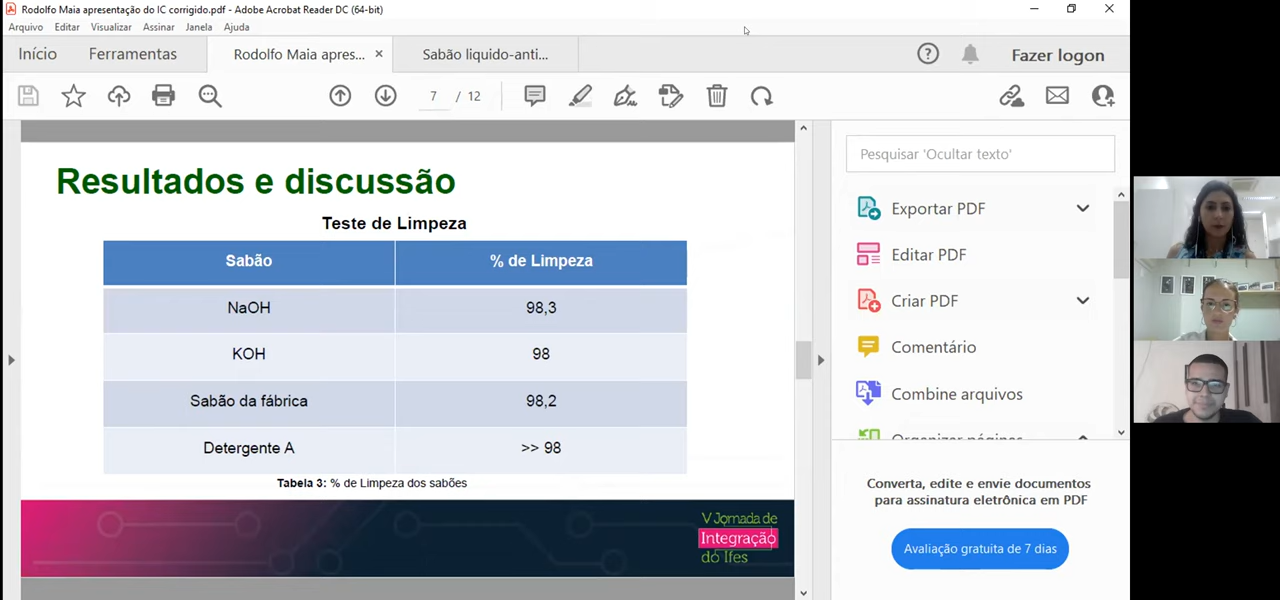 Rodolfo Maia apresentação do IC corrigido.pdf - Adobe Acrobat Reader DC (64-bit)
Arquivo Editar Visualizar Assinar Janela Ajuda
Início Ferramentas Rodolfo Maia apres... × Sabão liquido-anti... Fazer logon
7 / 12
Resultados e discussão
Teste de Limpeza
Sabão % de Limpeza
NaOH 98,3
KOH 98
Sabão da fábrica 98,2
Detergente A >> 98
Tabela 3: % de Limpeza dos sabões
V Jornada de
Integração
do Ifes
Pesquisar 'Ocultar texto'
Exportar PDF
Editar PDF
Criar PDF
Comentário
Combine arquivos
Organizar páginas
Converta, edite e envie documentos
para assinatura eletrônica em PDF
Avaliação gratuita de 7 dias